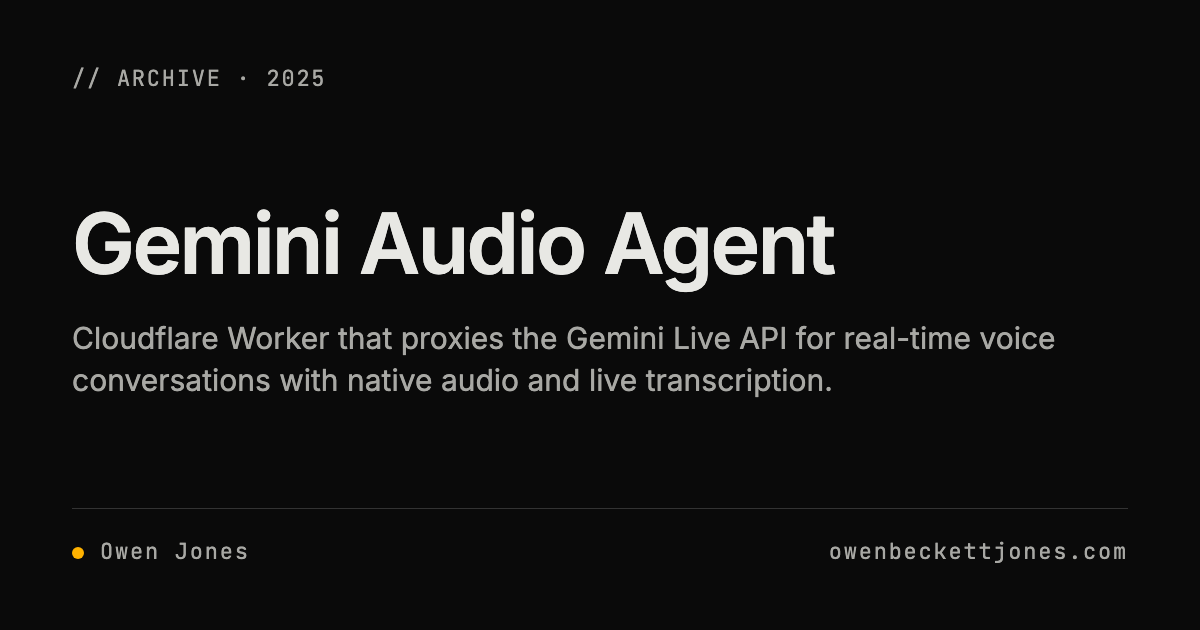 // ARCHIVE · 2025
Gemini Audio Agent
Cloudflare Worker that proxies the Gemini Live API for real-time voice
conversations with native audio and live transcription.
Owen Jones
owenbeckettjones.com